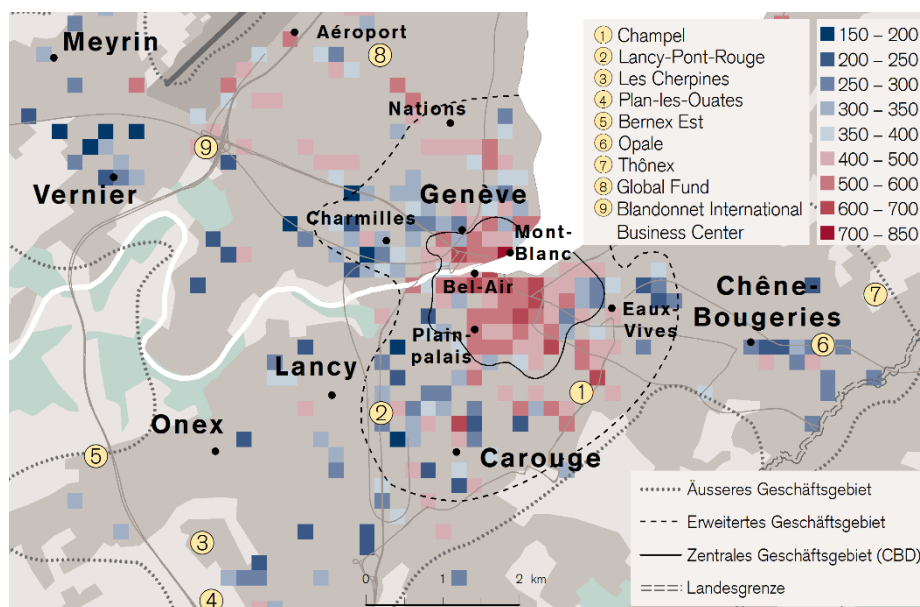 Meyrin
Aéroport
8
Nations
9
Vernier
Genève
Charmilles
Mont-
Blanc
Bel-Air
Plain-
palais
Eaux-
Vives
Chêne-
Bougeries
7
6
Lancy
2
1
Onex
Carouge
5
3
4
1 Champel
2 Lancy-Pont-Rouge
3 Les Cherpines
4 Plan-les-Ouates
5 Bernex Est
6 Opale
7 Thônex
8 Global Fund
9 Blandonnet International
Business Center
150 – 200
200 – 250
250 – 300
300 – 350
350 – 400
400 – 500
500 – 600
600 – 700
700 – 850
Äusseres Geschäftsgebiet
Erweitertes Geschäftsgebiet
Zentrales Geschäftsgebiet (CBD)
Landesgrenze
0 1 2 km